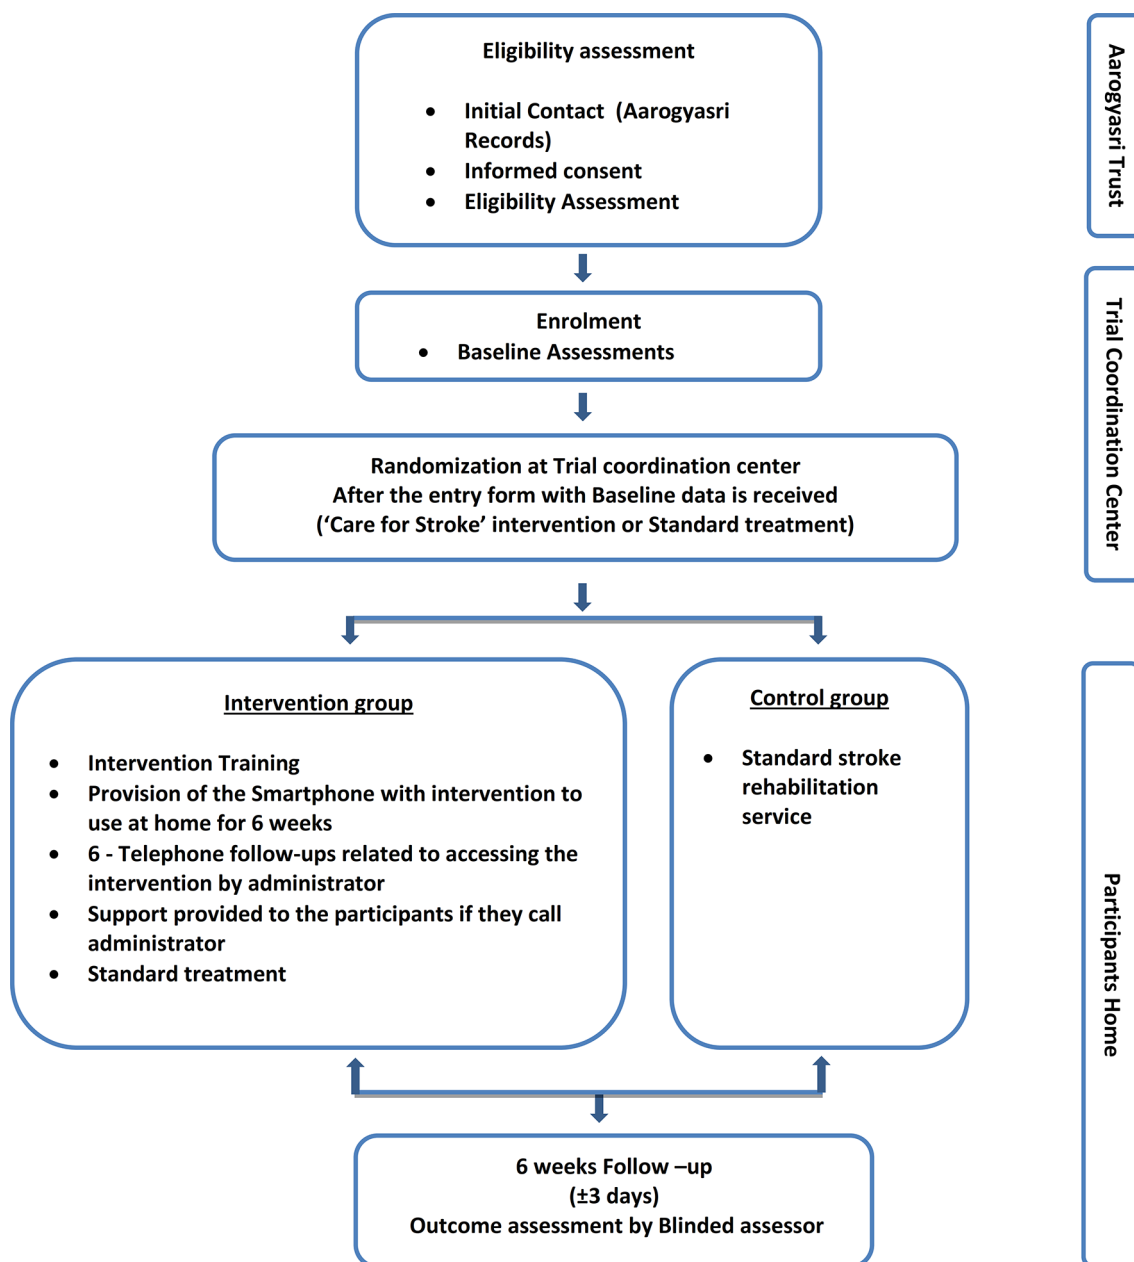 Eligibility assessment
• Initial Contact (Aarogyasri
Records)
• Informed consent
• Eligibility Assessment
Aarogyasri Trust
Enrolment
• Baseline Assessments
Randomization at Trial coordination center
After the entry form with Baseline data is received
(‘Care for Stroke’ intervention or Standard treatment)
Trial Coordination Center
Intervention group
• Intervention Training
• Provision of the Smartphone with intervention to
use at home for 6 weeks
• 6 - Telephone follow-ups related to accessing the
intervention by administrator
• Support provided to the participants if they call
administrator
• Standard treatment
Control group
• Standard stroke
rehabilitation
service
Participants Home
6 weeks Follow –up
(±3 days)
Outcome assessment by Blinded assessor